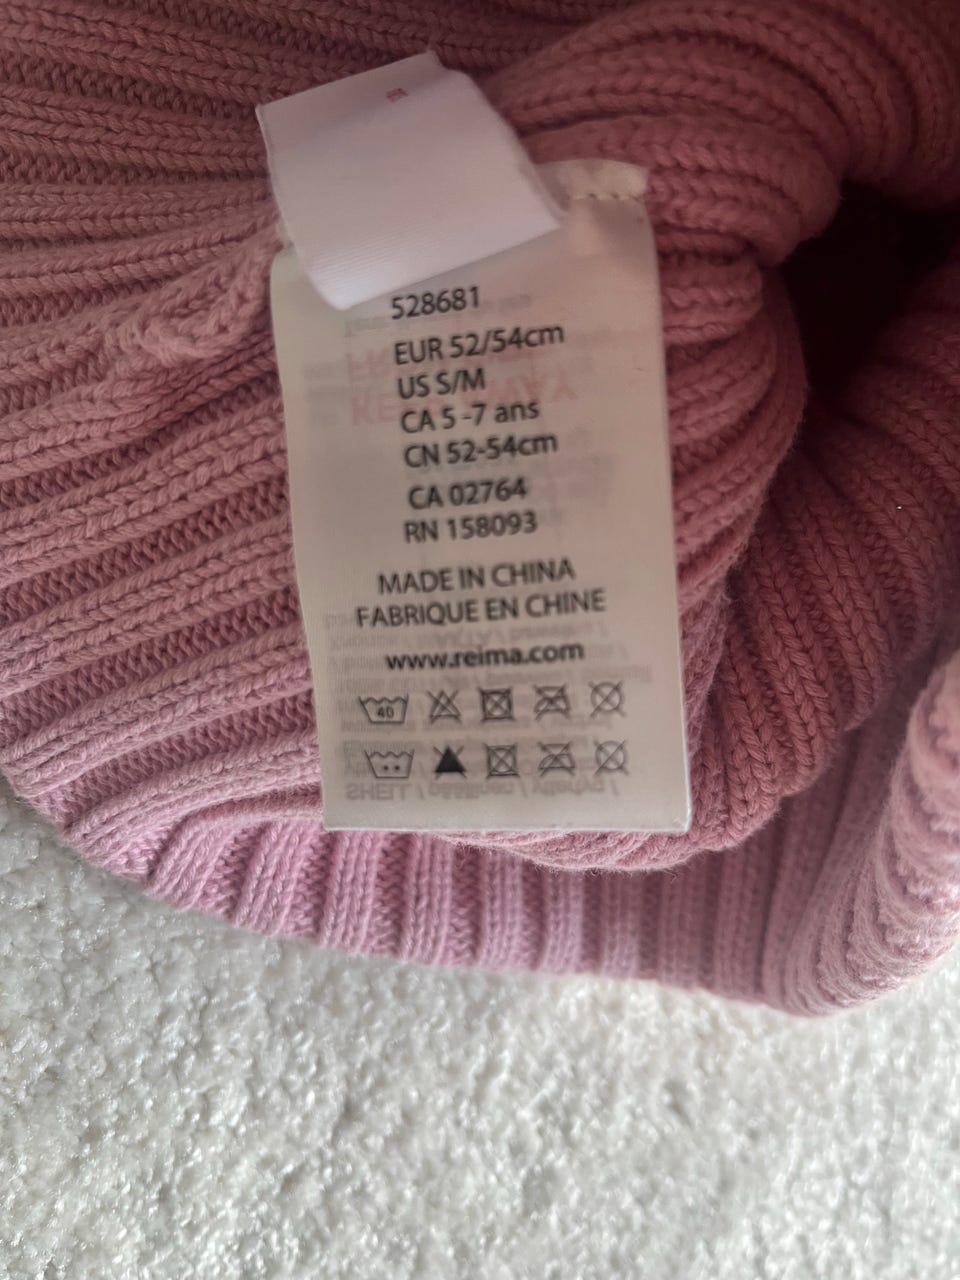 528681
EUR 52/54cm
US S/M
CA 5 -7 ans
CN 52-54cm
CA 02764
RN 158093
MADE IN CHINA
FABRIQUE EN CHINE
www.reima.com
40